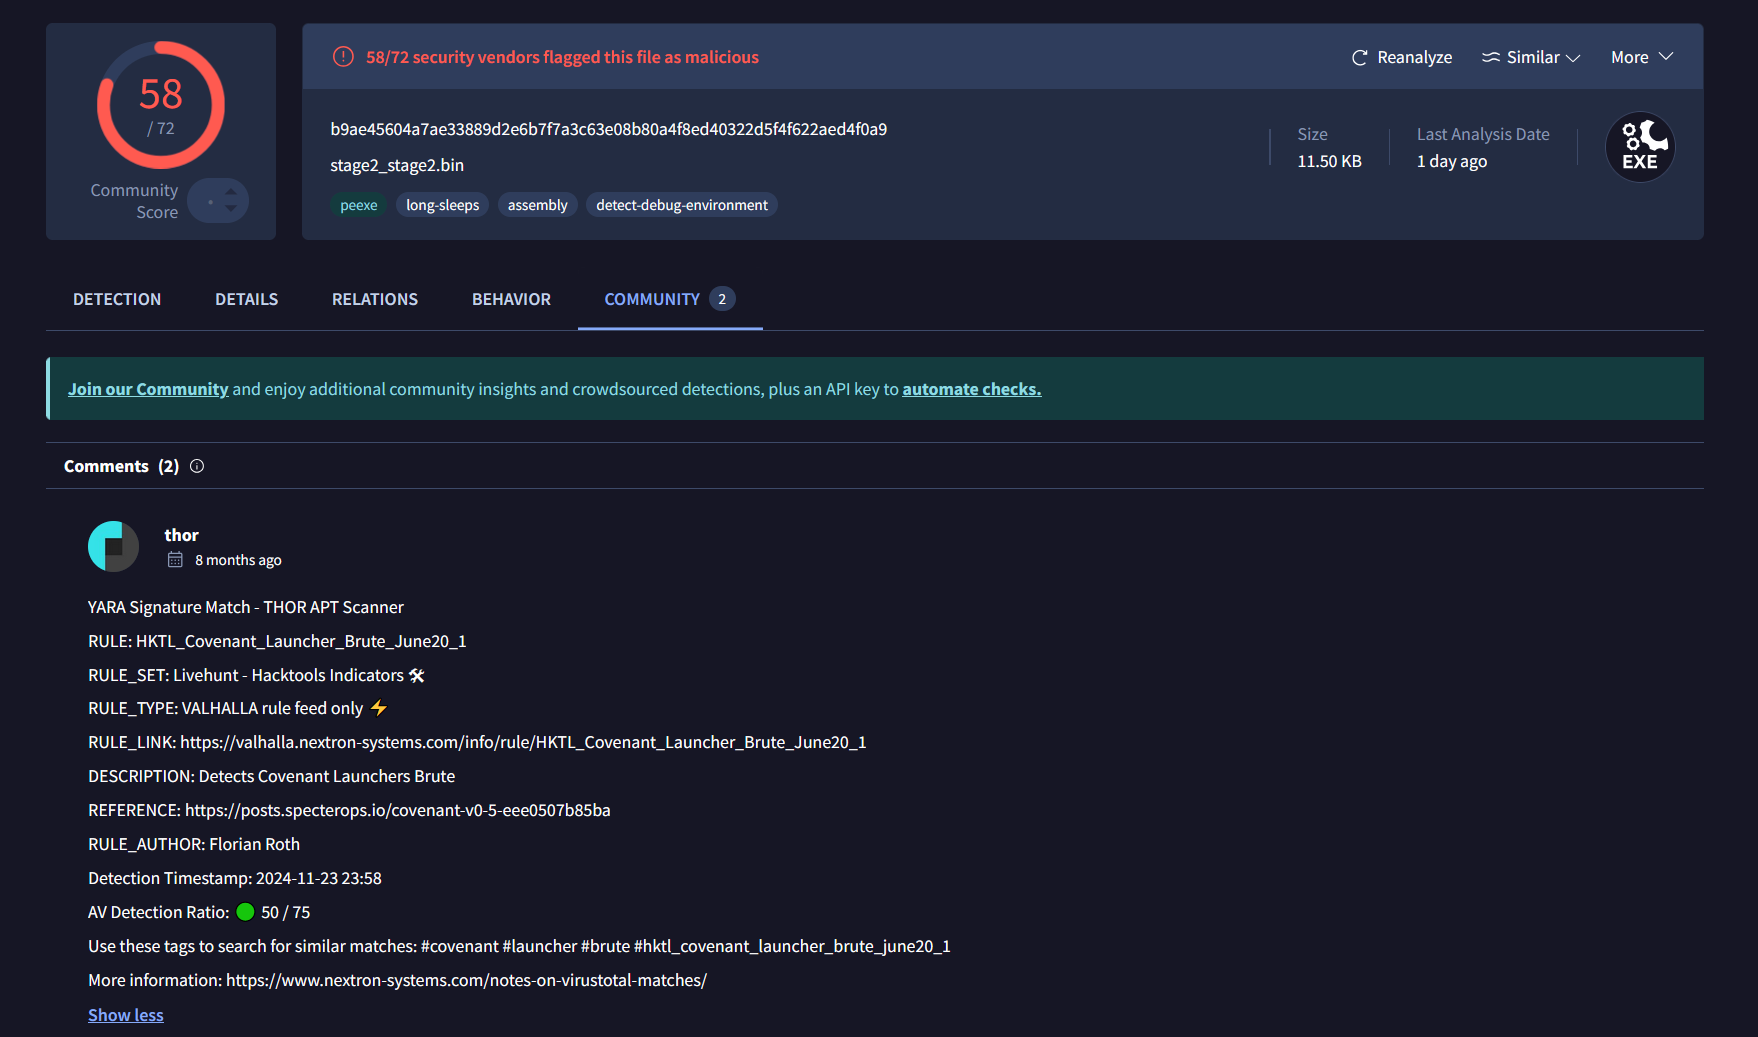 58
/ 72
Community
Score
58/72 security vendors flagged this file as malicious
Reanalyze
Similar
More
b9ae45604a7ae33889d2e6b7f7a3c63e08b80a4f8ed40322d5f4f622aed4f0a9
stage2_stage2.bin
peexe
long-sleeps
assembly
detect-debug-environment
Size
11.50 KB
Last Analysis Date
1 day ago
EXE
DETECTION
DETAILS
RELATIONS
BEHAVIOR
COMMUNITY 2
Join our Community and enjoy additional community insights and crowdsourced detections, plus an API key to automate checks.
Comments (2)
thor
8 months ago
YARA Signature Match - THOR APT Scanner
RULE: HKTL_Covenant_Launcher_Brute_June20_1
RULE_SET: Livehunt - Hacktools Indicators 🛠
RULE_TYPE: VALHALLA rule feed only ⚡
RULE_LINK: https://valhalla.nextron-systems.com/info/rule/HKTL_Covenant_Launcher_Brute_June20_1
DESCRIPTION: Detects Covenant Launchers Brute
REFERENCE: https://posts.specterops.io/covenant-v0-5-eee0507b85ba
RULE_AUTHOR: Florian Roth
Detection Timestamp: 2024-11-23 23:58
AV Detection Ratio: 🟢 50 / 75
Use these tags to search for similar matches: #covenant #launcher #brute #hktl_covenant_launcher_brute_june20_1
More information: https://www.nextron-systems.com/notes-on-virustotal-matches/
Show less